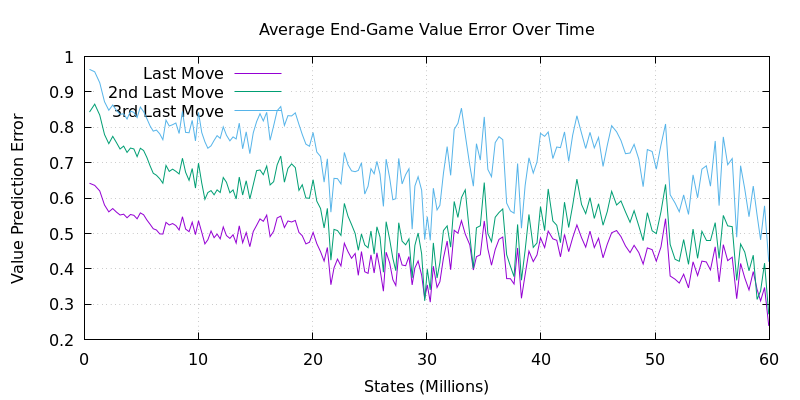 Average End-Game Value Error Over Time
Value Prediction Error
1
0.9
0.8
0.7
0.6
0.5
0.4
0.3
0.2
Last Move
2nd Last Move
3rd Last Move
0 10 20 30 40 50 60
States (Millions)